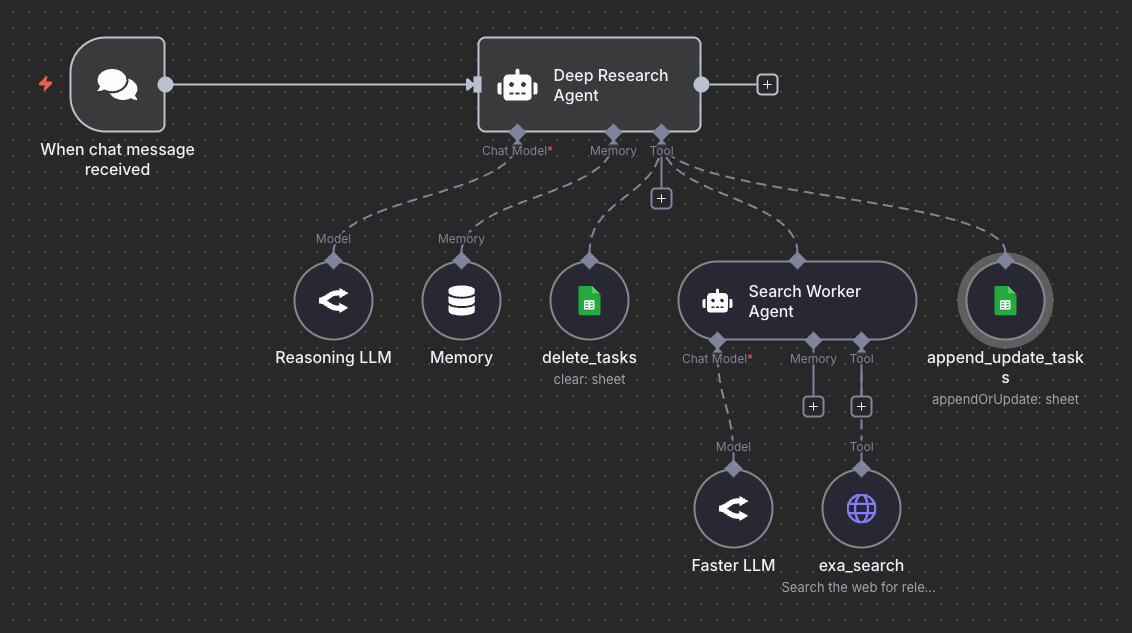 Deep Research
Agent
When chat message
received
Chat Model*
Memory
Tool
Model
Memory
Reasoning LLM
Memory
delete_tasks
clear: sheet
Search Worker
Agent
append_update_task
s
appendOrUpdate: sheet
Chat Model*
Memory
Tool
Model
Tool
Faster LLM
exa_search
Search the web for rele...